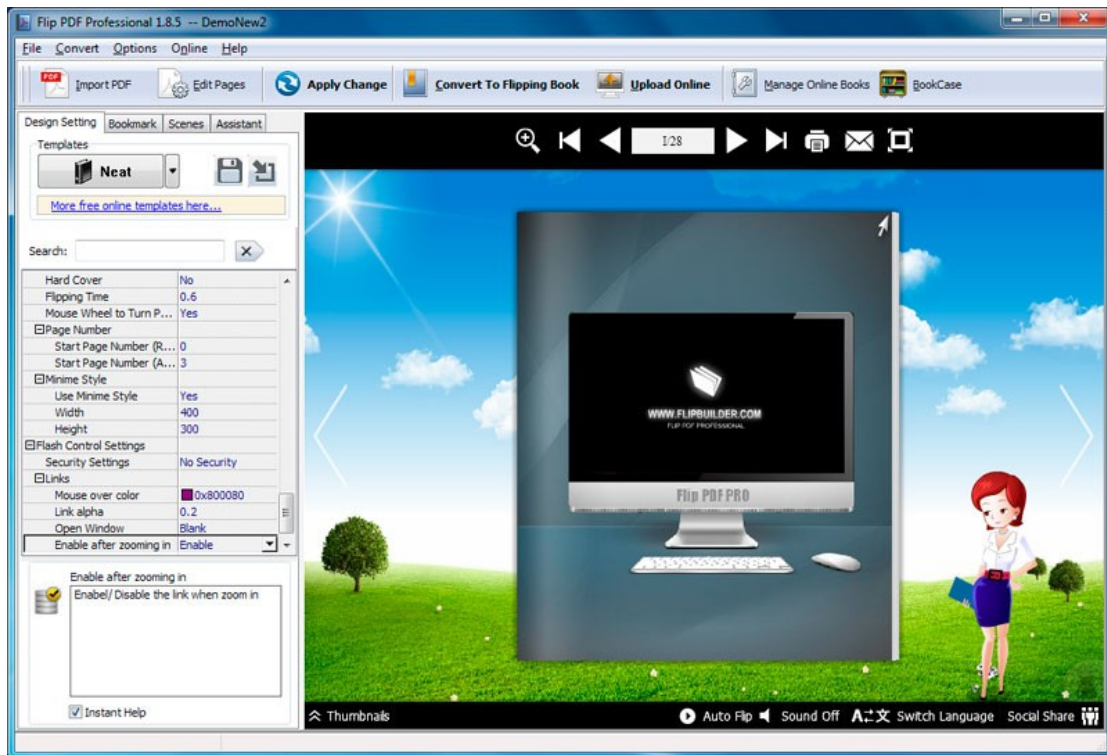 Flip PDF Professional 1.8.5 -- DemoNew2
File Convert Options Online Help
PDF Import PDF Edit Pages Apply Change Convert To Flipping Book Upload Online Manage Online Books BookCase
Design Setting Bookmark Scenes Assistant
Templates
Neat
More free online templates here...
Search:
Hard Cover No
Flipping Time 0.6
Mouse Wheel to Turn P... Yes
Page Number
Start Page Number (R... 0
Start Page Number (A... 3
Minime Style
Use Minime Style Yes
Width 400
Height 300
Flash Control Settings
Security Settings No Security
Links
Mouse over color 0x800080
Link alpha 0.2
Open Window Blank
Enable after zooming in Enable
Enable after zooming in
Enabel/ Disable the link when zoom in
Instant Help
1/28
WWW.FLIPBUILDER.COM
FLIP PDF PROFESSIONAL
Flip PDF PRO
Thumbnails Auto Flip Sound Off A⇄文 Switch Language Social Share